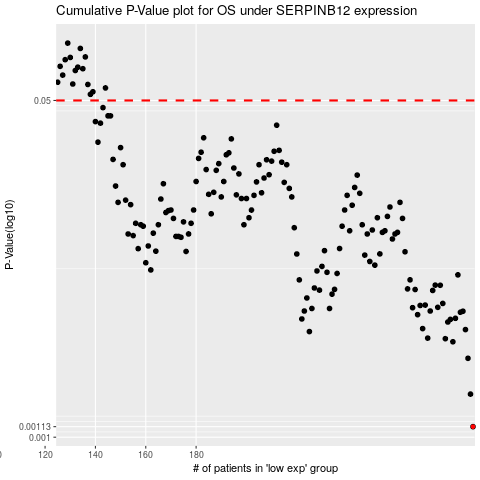 Cumulative P-Value plot for OS under SERPINB12 expression
P-Value(log10)
0.05
0.00113
0.001
0 120 140 160 180
# of patients in 'low exp' group